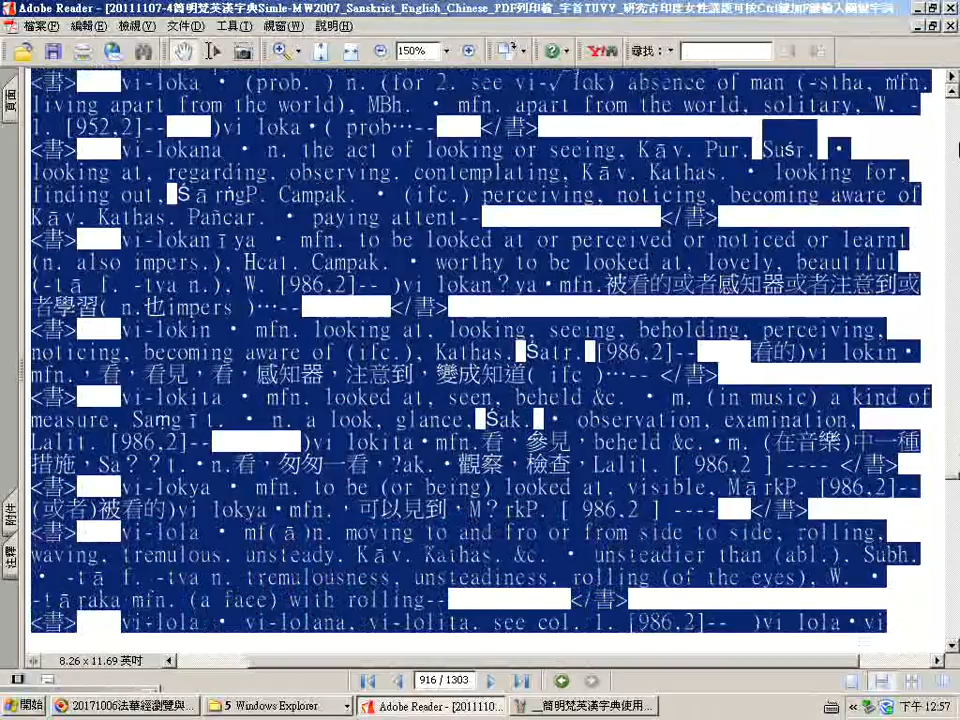 Adobe Reader - [20111107-4簡明梵英漢字典Simle-MW2007_Sanskrict_English_Chinese_PDF列印檔_字首TUVY_研究古印度女性議題可按Ctrl鍵加F鍵輸入關鍵字詞
檔案(F) 編輯(E) 檢視(V) 文件(D) 工具(T) 視窗(W) 說明(H)
150% 尋找：
頁面
附件
注釋
<書> vi-loka • (prob. ) n. (for 2. see vi-√ lok) absence of man (-stha, mfn.
living apart from the world), MBh. • mfn. apart from the world, solitary, W. -
1. [952,2]-- )vi loka•( prob…-- </書>
<書> vi-lokana • n. the act of looking or seeing, Kāv. Pur. Suśr. •
looking at, regarding, observing, contemplating, Kāv. Kathas. • looking for,
finding out, ŚārṅgP. Campak. • (ifc.) perceiving, noticing, becoming aware of
Kāv. Kathas. Pañcar. • paying attent-- </書>
<書> vi-lokanīya • mfn. to be looked at or perceived or noticed or learnt
(n. also impers.), Hcat. Campak. • worthy to be looked at, lovely, beautiful
(-tā f. -tva n.), W. [986,2]-- )vi lokan？ya•mfn.被看的或者感知器或者注意到或
者學習( n.也impers )…-- </書>
<書> vi-lokin • mfn. looking at, looking, seeing, beholding, perceiving,
noticing, becoming aware of (ifc.), Kathas. Śatr. [986,2]-- 看的)vi lokin•
mfn.，看，看見，看，感知器，注意到，變成知道( ifc )…-- </書>
<書> vi-lokita • mfn. looked at, seen, beheld &c. • m. (in music) a kind of
measure, Saṃgīt. • n. a look, glance, Śak. • observation, examination,
Lalit. [986,2]-- )vi lokita•mfn.看，參見，beheld &c.•m. (在音樂)中一種
措施，Sa？？t.•n.看，匆匆一看，?ak.•觀察，檢查，Lalit. [ 986,2 ] ---- </書>
<書> vi-lokya • mfn. to be (or being) looked at, visible, MārkP. [986,2]--
(或者)被看的)vi lokya•mfn.，可以見到，M？rkP. [ 986,2 ] ---- </書>
<書> vi-lola • mf(ā)n. moving to and fro or from side to side, rolling,
waving, tremulous, unsteady, Kāv. Kathas. &c. • unsteadier than (abl.), Subh.
• -tā f. -tva n. tremulousness, unsteadiness, rolling (of the eyes), W. •
-tāraka mfn. (a face) with rolling-- </書>
<書> vi-lola • vi-lolana, vi-lolita. see col. 1. [986,2]-- )vi lola•vi
8.26 x 11.69 英吋
916 / 1303
開始 20171006法華經瀏覽與... 5 Windows Explorer Adobe Reader - [20111... __簡明梵英漢字典使用... 下午 12:57